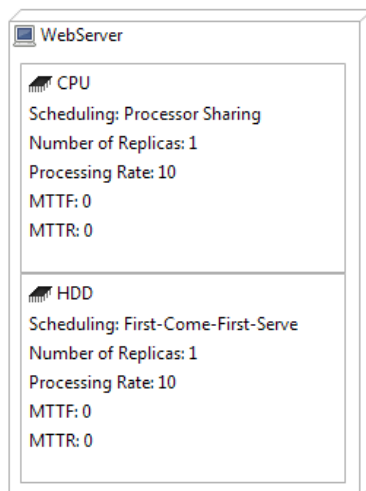 WebServer
CPU
Scheduling: Processor Sharing
Number of Replicas: 1
Processing Rate: 10
MTTF: 0
MTTR: 0
HDD
Scheduling: First-Come-First-Serve
Number of Replicas: 1
Processing Rate: 10
MTTF: 0
MTTR: 0